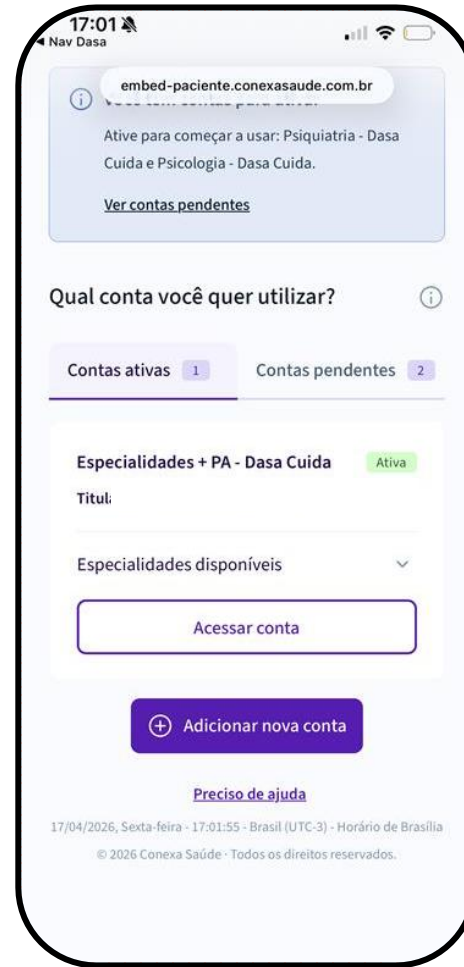 17:01
Nav Dasa
embed-paciente.conexasaude.com.br
Ative para começar a usar: Psiquiatria - Dasa
Cuida e Psicologia - Dasa Cuida.
Ver contas pendentes
Qual conta você quer utilizar?
Contas ativas 1 Contas pendentes 2
Especialidades + PA - Dasa Cuida Ativa
Especialidades disponíveis
Acessar conta
Adicionar nova conta
Preciso de ajuda
17/04/2026, Sexta-feira - 17:01:55 - Brasil (UTC-3) - Horário de Brasília
© 2026 Conexa Saúde · Todos os direitos reservados.